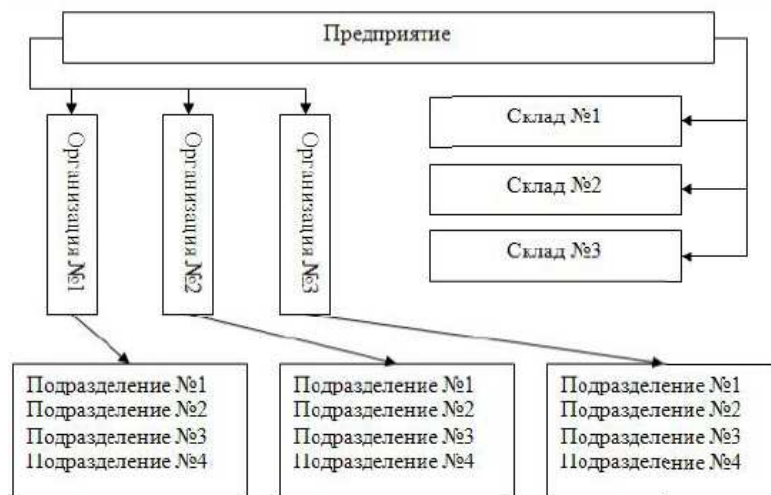 Предприятие
Склад №1
Склад №2
Склад №3
Организация №1
Организация №2
Организация №3
Подразделение №1
Подразделение №2
Подразделение №3
Подразделение №4
Подразделение №1
Подразделение №2
Подразделение №3
Подразделение №4
Подразделение №1
Подразделение №2
Подразделение №3
Подразделение №4